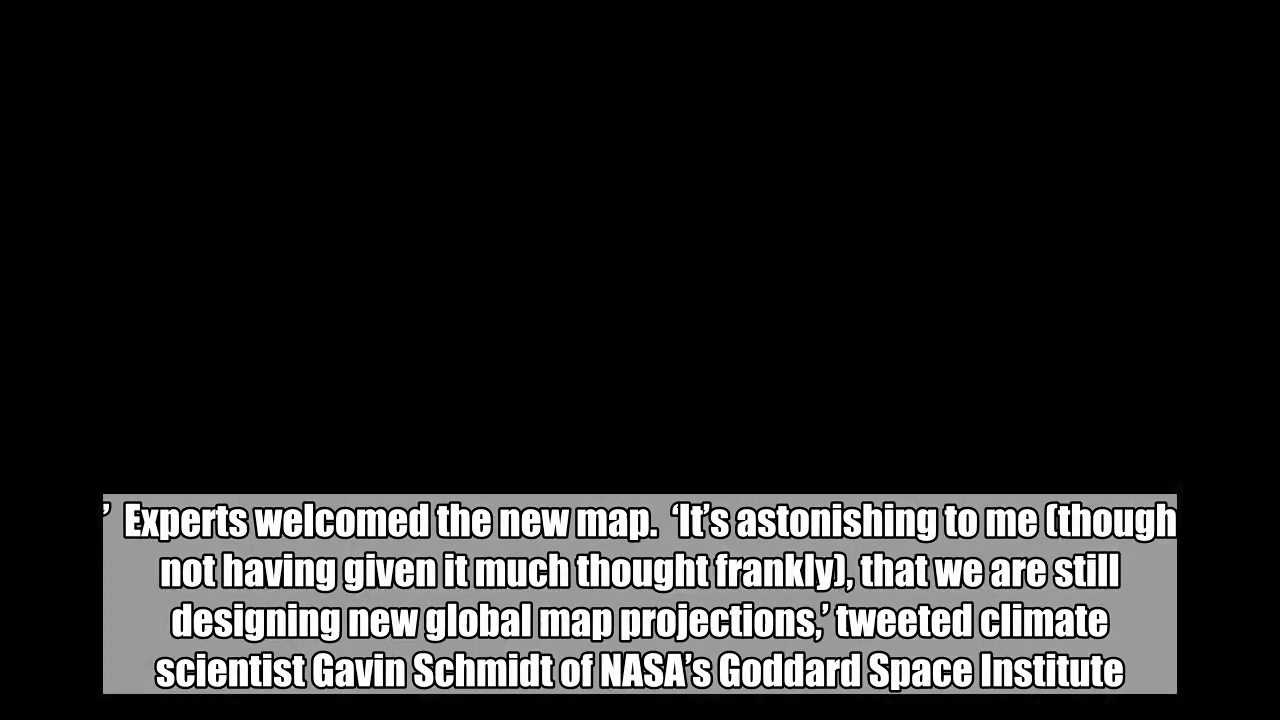 ’  Experts welcomed the new map.  ‘It’s astonishing to me (though
not having given it much thought frankly), that we are still
designing new global map projections,’ tweeted climate
scientist Gavin Schmidt of NASA’s Goddard Space Institute